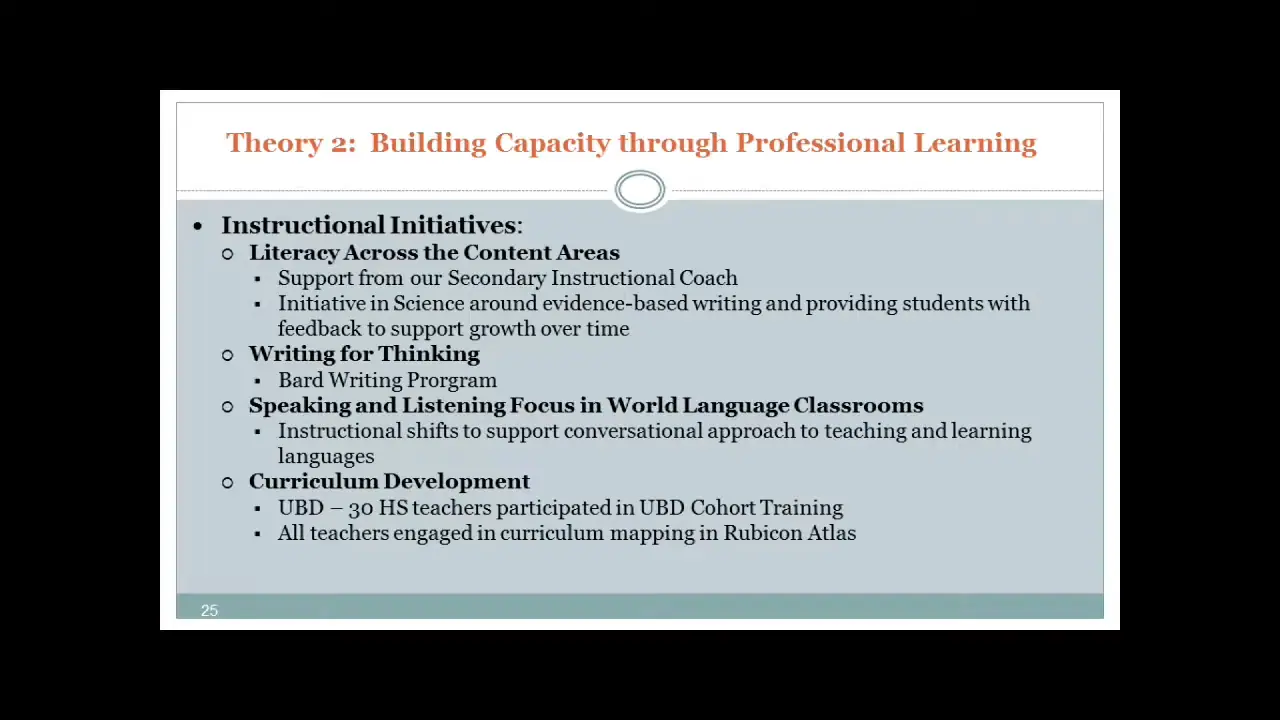 Theory 2:  Building Capacity through Professional Learning
• Instructional Initiatives:
○ Literacy Across the Content Areas
▪ Support from our Secondary Instructional Coach
▪ Initiative in Science around evidence-based writing and providing students with
feedback to support growth over time
○ Writing for Thinking
▪ Bard Writing Prorgram
○ Speaking and Listening Focus in World Language Classrooms
▪ Instructional shifts to support conversational approach to teaching and learning
languages
○ Curriculum Development
▪ UBD – 30 HS teachers participated in UBD Cohort Training
▪ All teachers engaged in curriculum mapping in Rubicon Atlas
25